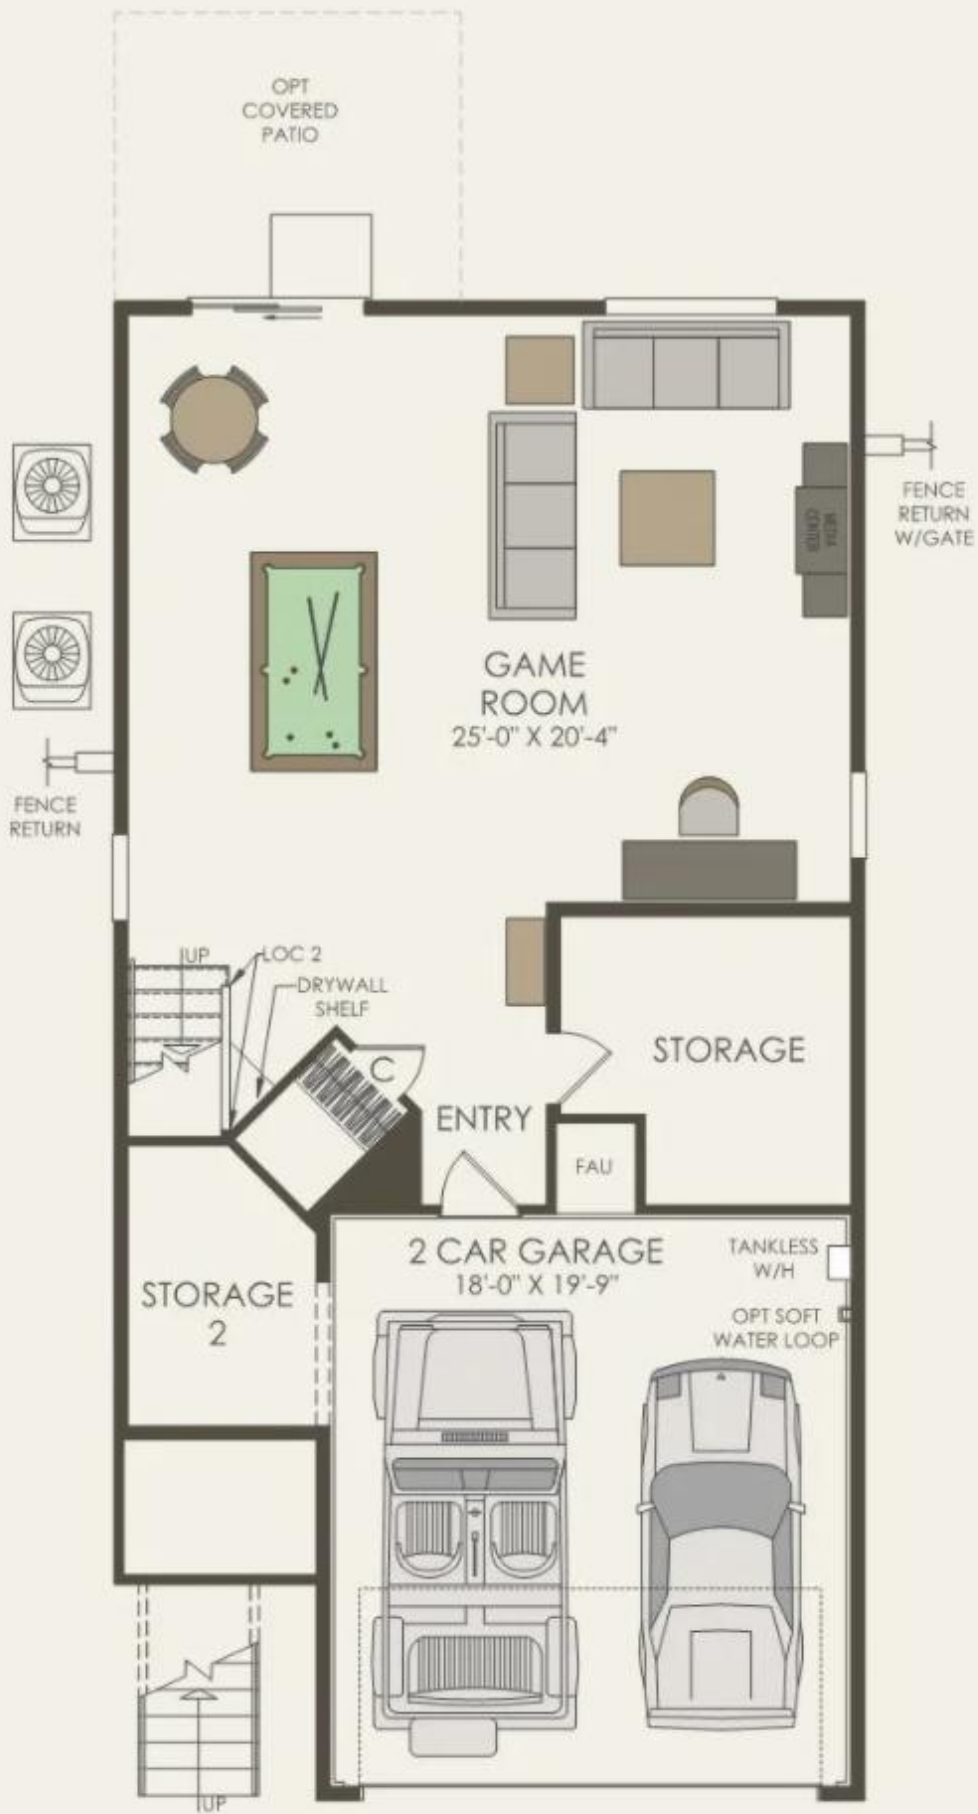 OPT
COVERED
PATIO
FENCE
RETURN
W/GATE
MEDIA
CENTER
GAME
ROOM
25'-0" X 20'-4"
FENCE
RETURN
UP
LOC 2
DRYWALL
SHELF
C
STORAGE
ENTRY
FAU
2 CAR GARAGE
18'-0" X 19'-9"
TANKLESS
W/H
STORAGE
2
OPT SOFT
WATER LOOP
UP